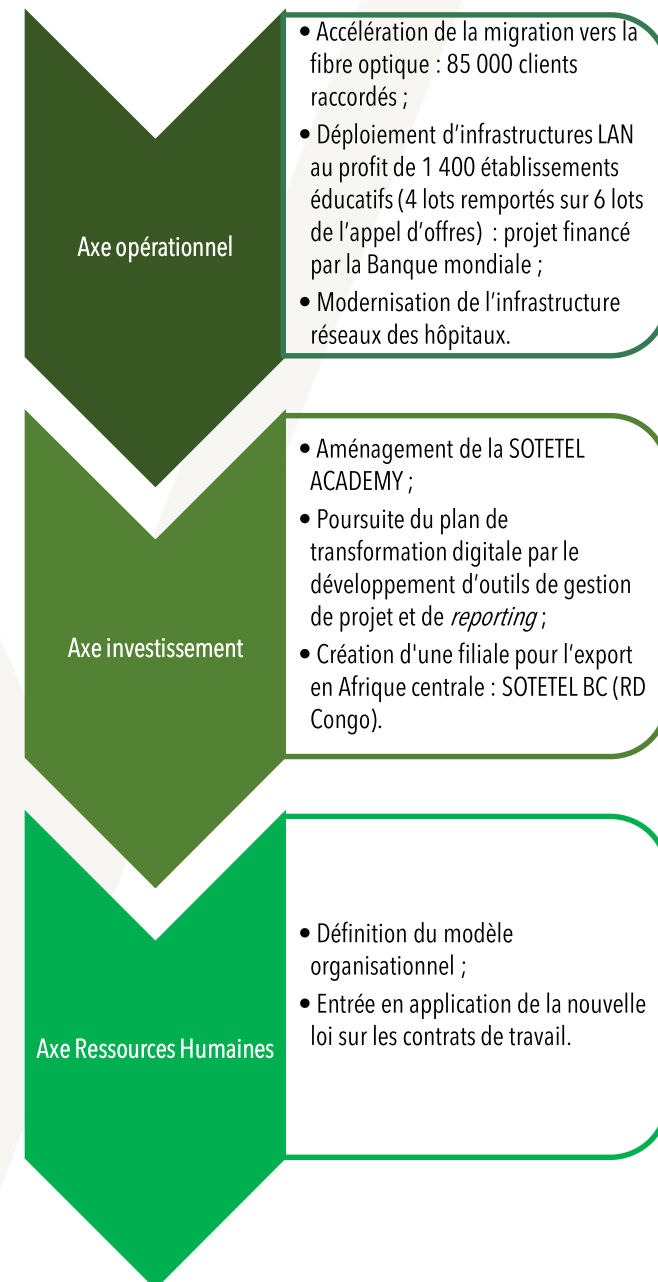 Axe opérationnel
• Accélération de la migration vers la
fibre optique : 85 000 clients
raccordés ;
• Déploiement d’infrastructures LAN
au profit de 1 400 établissements
éducatifs (4 lots remportés sur 6 lots
de l’appel d’offres) : projet financé
par la Banque mondiale ;
• Modernisation de l’infrastructure
réseaux des hôpitaux.
Axe investissement
• Aménagement de la SOTETEL
ACADEMY ;
• Poursuite du plan de
transformation digitale par le
développement d’outils de gestion
de projet et de reporting ;
• Création d'une filiale pour l’export
en Afrique centrale : SOTETEL BC (RD
Congo).
Axe Ressources Humaines
• Définition du modèle
organisationnel ;
• Entrée en application de la nouvelle
loi sur les contrats de travail.